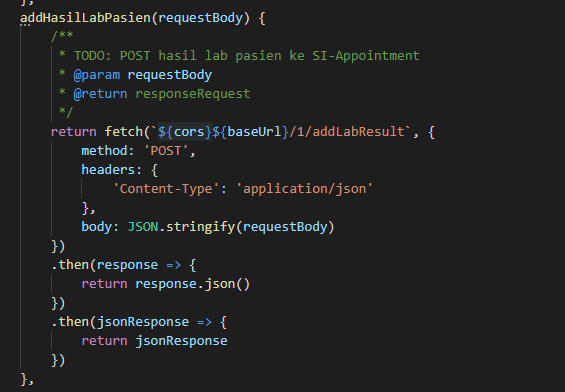 },
addHasilLabPasien(requestBody) {
/**
* TODO: POST hasil lab pasien ke SI-Appointment
* @param requestBody
* @return responseRequest
*/
return fetch(`${cors}${baseUrl}/1/addLabResult`, {
method: 'POST',
headers: {
'Content-Type': 'application/json'
},
body: JSON.stringify(requestBody)
})
.then(response => {
return response.json()
})
.then(jsonResponse => {
return jsonResponse
})
},